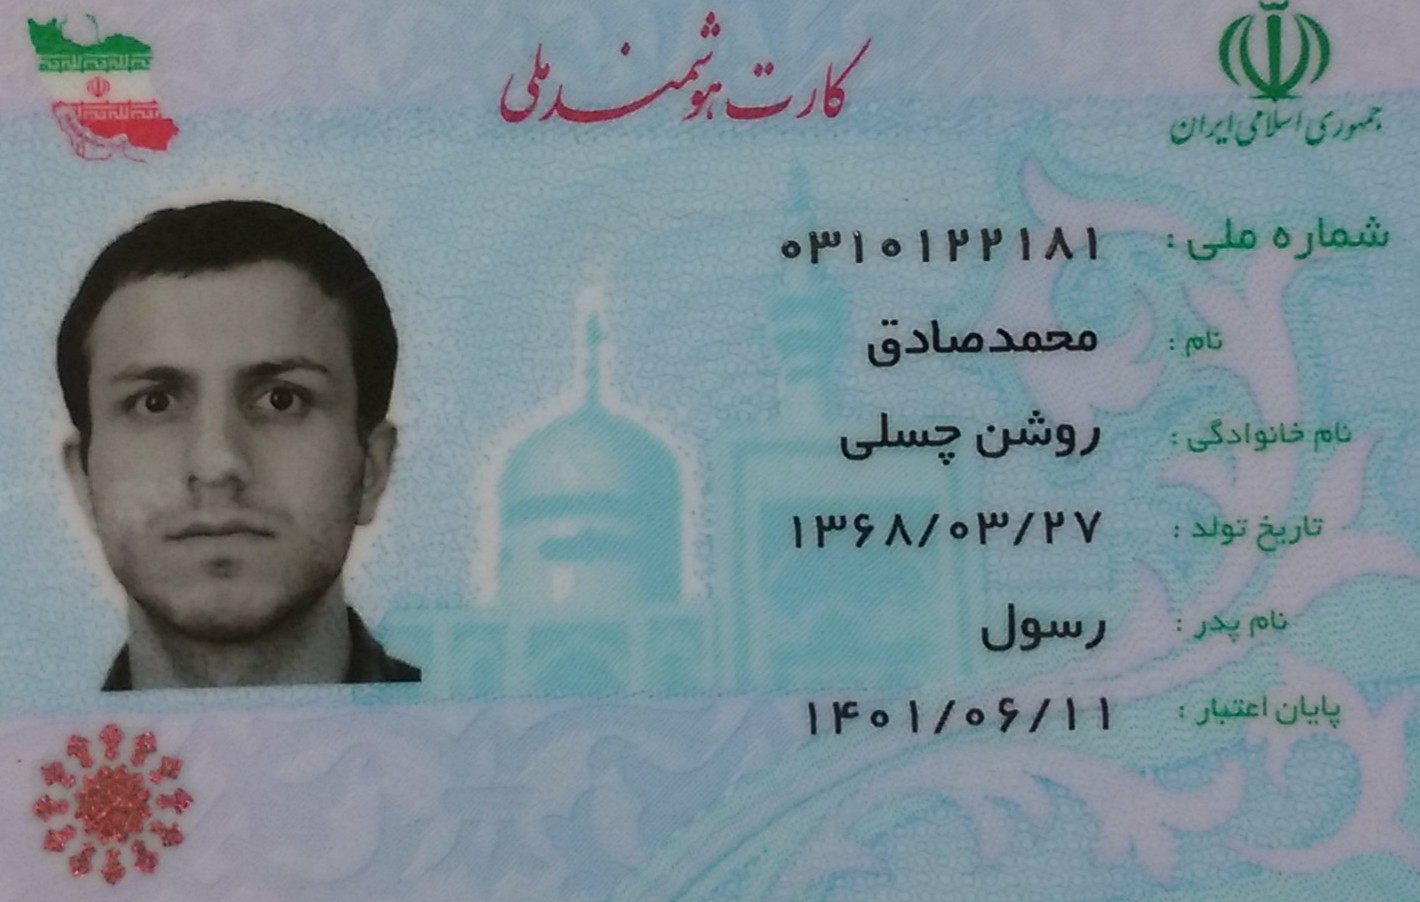 کارت هوشمند ملی
جمهوری اسلامی ایران
شماره ملی : ۰۳۱۰۱۲۲۱۸۱
نام : محمدصادق
نام خانوادگی : روشن چسلی
تاریخ تولد : ۱۳۶۸/۰۳/۲۷
نام پدر : رسول
پایان اعتبار : ۱۴۰۱/۰۶/۱۱